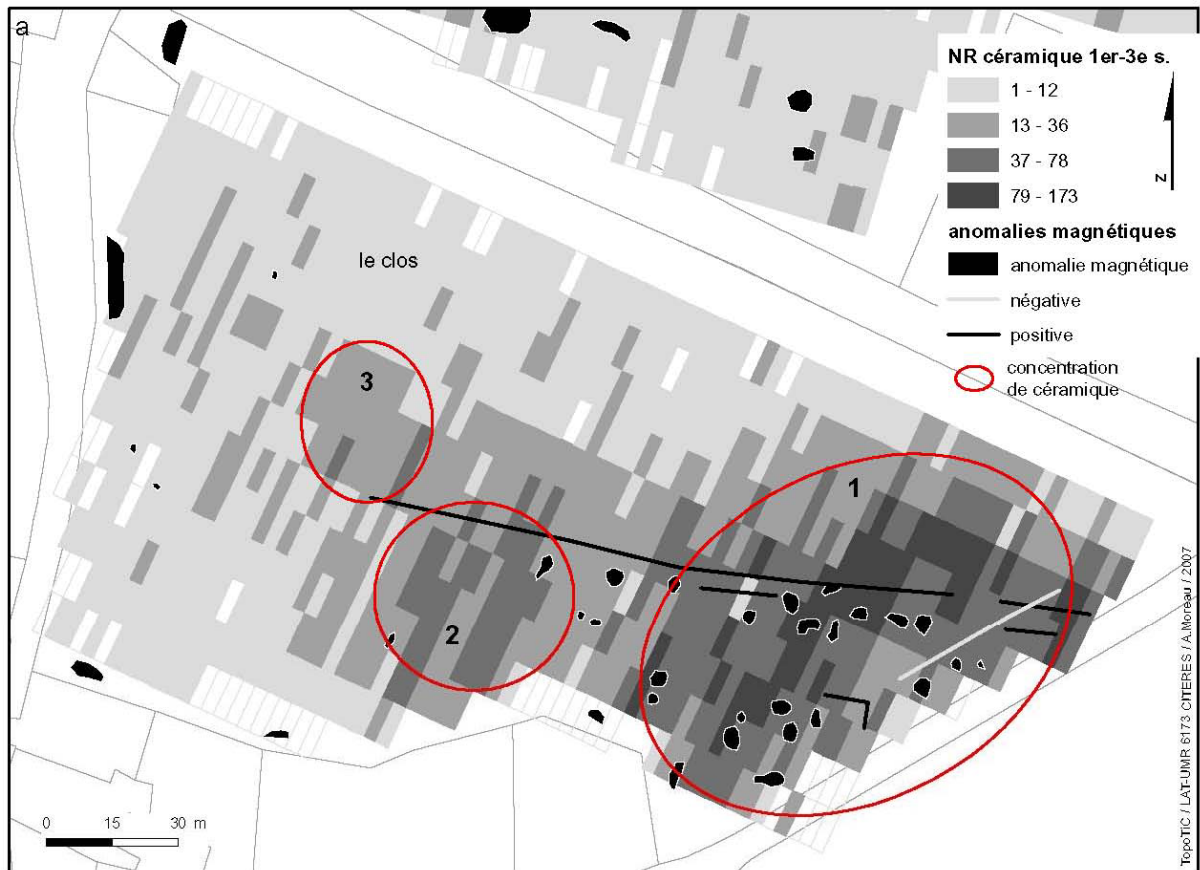 a
NR céramique 1er-3e s.
1 - 12
13 - 36
37 - 78
79 - 173
anomalies magnétiques
anomalie magnétique
négative
positive
concentration
de céramique
N
le clos
3
1
2
0 15 30 m
TopoTiC / LAT-UMR 6173 CITERES / A.Moreau / 2007